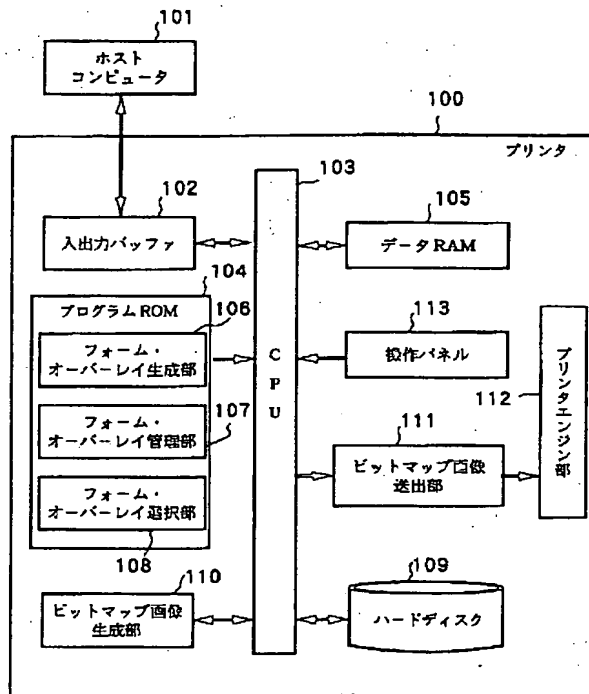 101
ホスト
コンピュータ
100
プリンタ
102
103
105
入出力バッファ
データRAM
104
プログラムROM
106
113
フォーム・
オーバーレイ生成部
CPU
操作パネル
プリンタエンジン部
112
107
フォーム・
オーバーレイ管理部
111
ビットマップ画像
送出部
フォーム・
オーバーレイ選択部
108
109
110
ビットマップ画像
生成部
ハードディスク